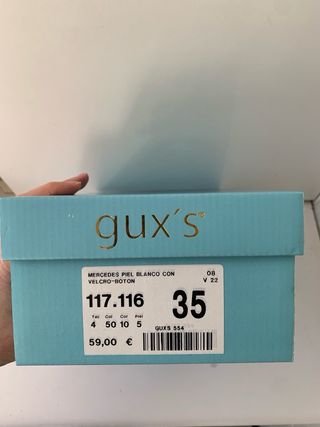 gux's
MERCEDES PIEL BLANCO CON 08
VELCRO-BOTON V 22
117.116 35
Tal Col Cor Piel
4 50 10 5
GUXS 554
59,00 €